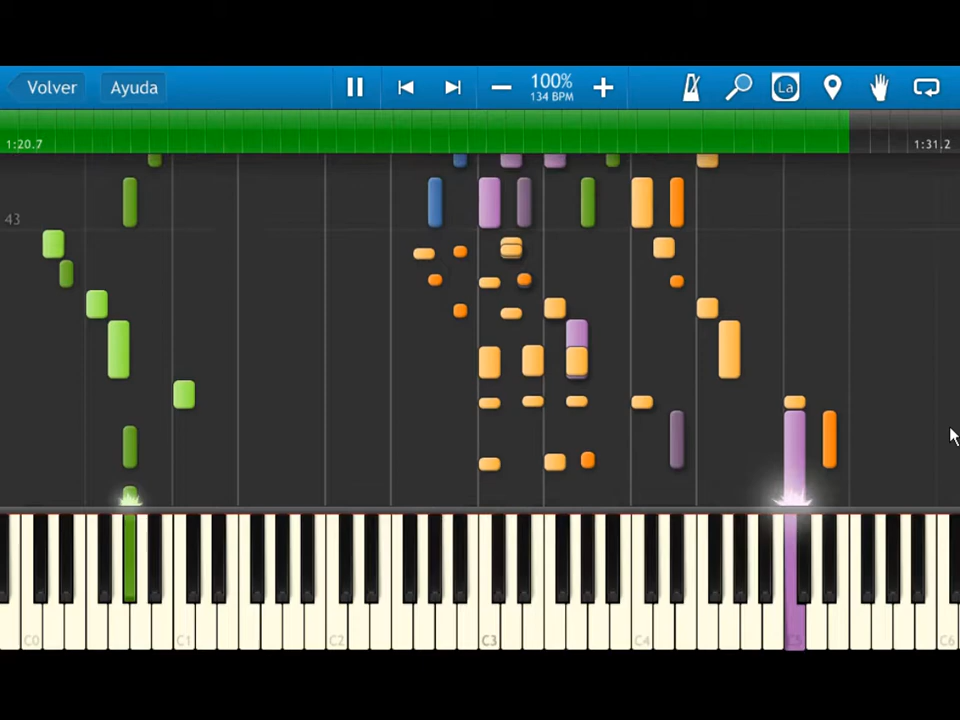 Volver
Ayuda
100%
134 BPM
La
1:20.7
1:31.2
43
C0
C1
C2
C3
C4
C5
C6